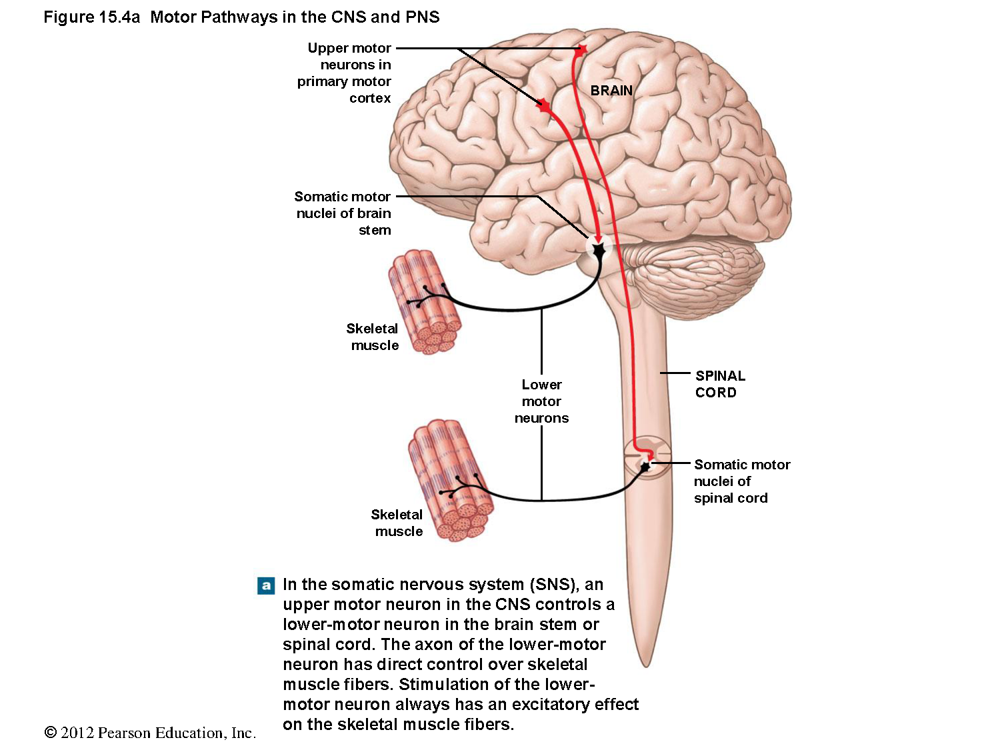 Figure 15.4a  Motor Pathways in the CNS and PNS
Upper motor
neurons in
primary motor
cortex
BRAIN
Somatic motor
nuclei of brain
stem
Skeletal
muscle
Lower
motor
neurons
SPINAL
CORD
Somatic motor
nuclei of
spinal cord
Skeletal
muscle
a In the somatic nervous system (SNS), an
upper motor neuron in the CNS controls a
lower-motor neuron in the brain stem or
spinal cord. The axon of the lower-motor
neuron has direct control over skeletal
muscle fibers. Stimulation of the lower-
motor neuron always has an excitatory effect
on the skeletal muscle fibers.
© 2012 Pearson Education, Inc.